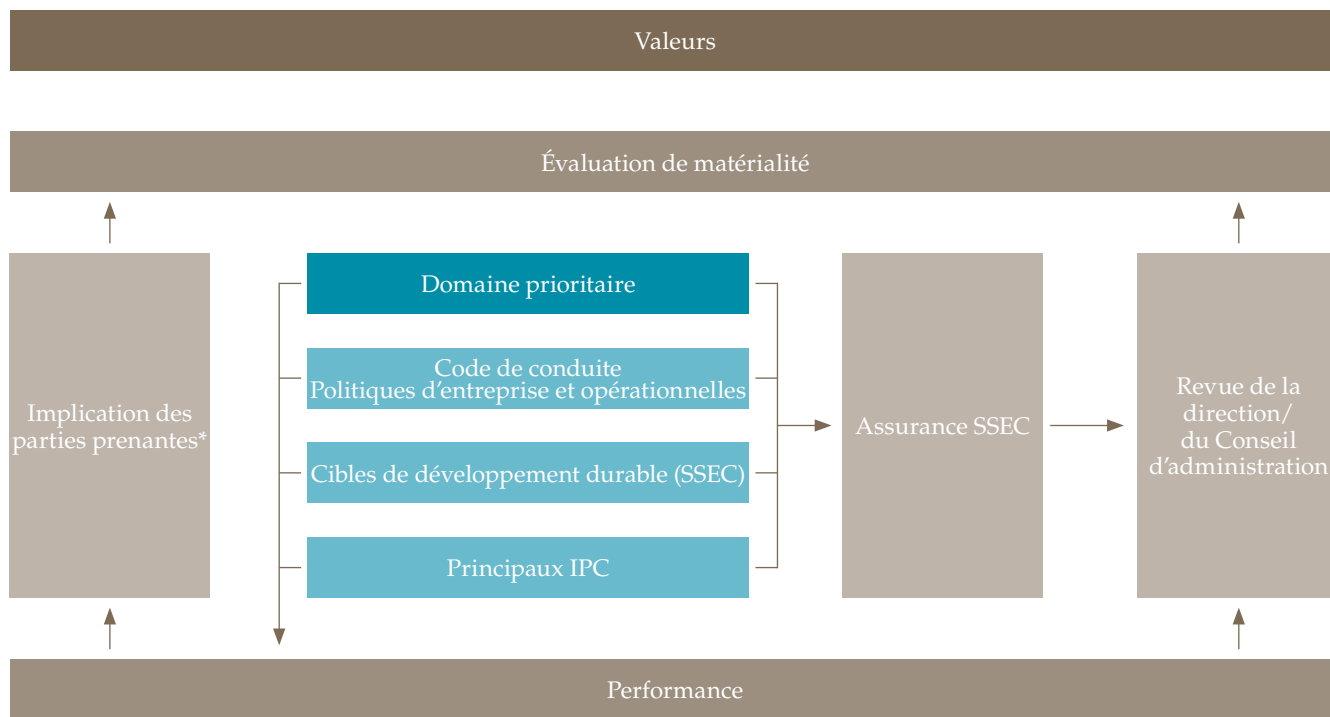 Valeurs
Évaluation de matérialité
Implication des
parties prenantes*
Domaine prioritaire
Code de conduite
Politiques d’entreprise et opérationnelles
Cibles de développement durable (SSEC)
Principaux IPC
Assurance SSEC
Revue de la
direction/
du Conseil
d’administration
Performance